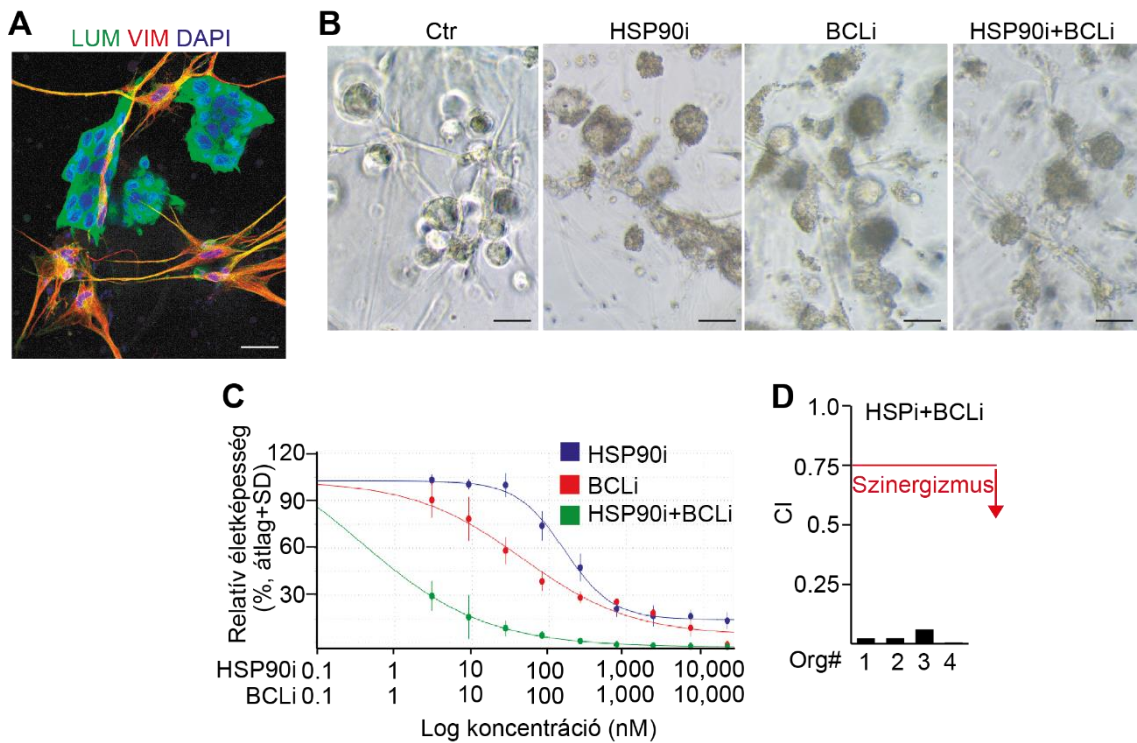 A
LUM VIM DAPI
B
Ctr
HSP90i
BCLi
HSP90i+BCLi
C
Relatív életképesség
(%, átlag+SD)
120
90
60
30
HSP90i
BCLi
HSP90i+BCLi
HSP90i 0.1 1 10 100 1,000 10,000
BCLi 0.1 1 10 100 1,000 10,000
Log koncentráció (nM)
D
HSPi+BCLi
CI
1.0
0.75
0.5
0.25
Szinergizmus
Org# 1 2 3 4